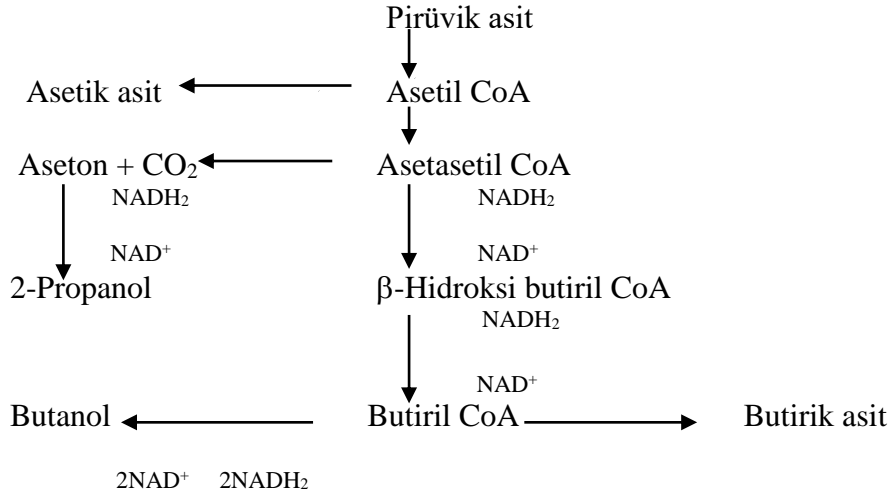 Pirüvik asit
Asetik asit Asetil CoA
Aseton + CO₂ Asetasetil CoA
NADH₂ NADH₂
NAD⁺ NAD⁺
2-Propanol β-Hidroksi butiril CoA
NADH₂
NAD⁺
Butanol Butiril CoA Butirik asit
2NAD⁺ 2NADH₂